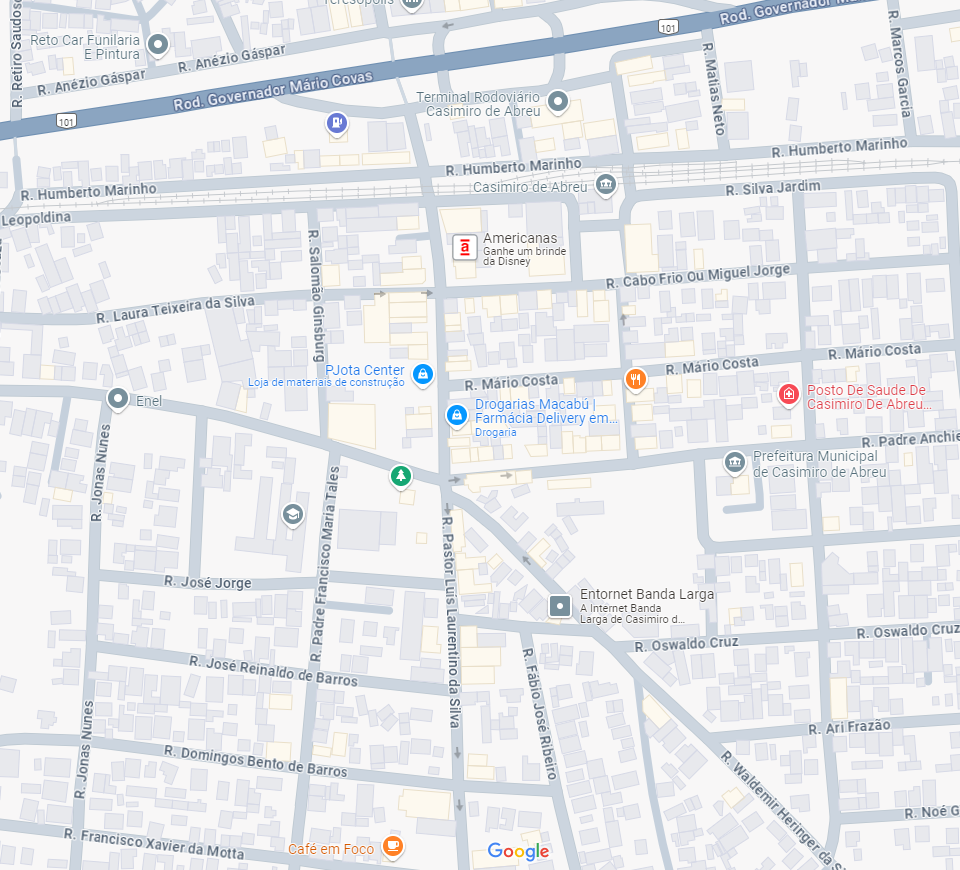 Teresópolis
Rod. Governador Má
101
R. Retiro Saudoso
Reto Car Funilaria
E Pintura
R. Anézio Gáspar
R. Anézio Gáspar
Rod. Governador Mário Covas
101
R. Matias Neto
R. Marcos Garcia
Terminal Rodoviário
Casimiro de Abreu
R. Humberto Marinho
R. Humberto Marinho
R. Humberto Marinho
Casimiro de Abreu
R. Silva Jardim
Leopoldina
Americanas
Ganhe um brinde
da Disney
R. Salomão Ginsburg
R. Cabo Frio Ou Miguel Jorge
R. Laura Teixeira da Silva
PJota Center
Loja de materiais de construção
R. Mário Costa
R. Mário Costa
R. Mário Costa
Enel
Drogarias Macabú |
Farmácia Delivery em...
Drogaria
Posto De Saude De
Casimiro De Abreu...
R. Padre Anchie
Prefeitura Municipal
de Casimiro de Abreu
R. Jonas Nunes
R. Padre Francisco Maria Tales
R. Pastor Luis Laurentino da Silva
R. José Jorge
Entornet Banda Larga
A Internet Banda
Larga de Casimiro d...
R. Oswaldo Cruz
R. Oswaldo Cruz
R. José Reinaldo de Barros
R. Fábio José Ribeiro
R. Jonas Nunes
R. Ari Frazão
R. Domingos Bento de Barros
R. Waldemir Heringer da S
R. Noé G
R. Francisco Xavier da Motta
Café em Foco
Google